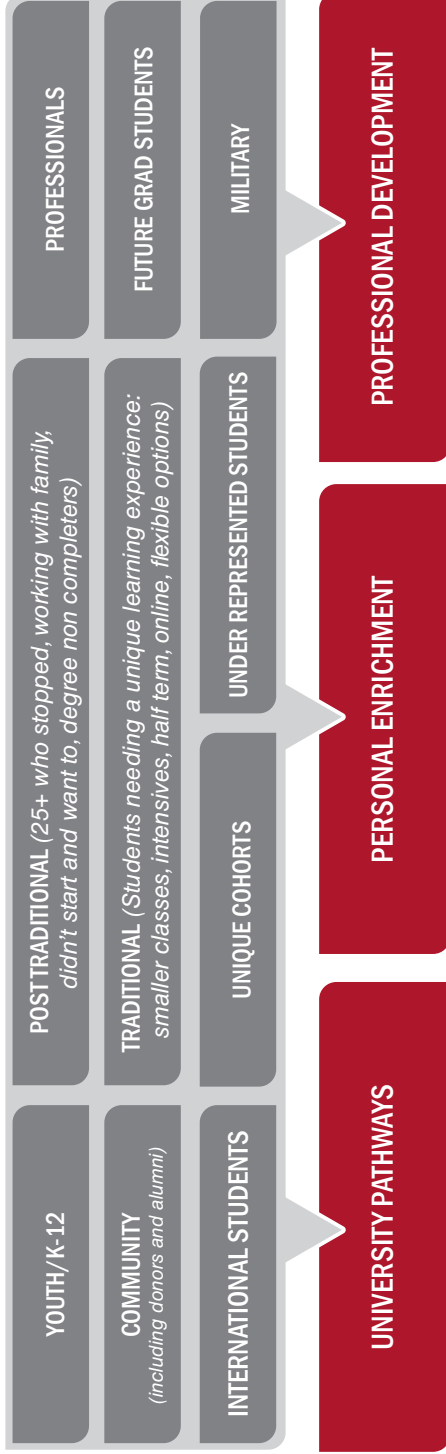 YOUTH/K-12
POSTTRADITIONAL (25+ who stopped, working with family,
didn't start and want to, degree non completers)
PROFESSIONALS
COMMUNITY
(including donors and alumni)
TRADITIONAL (Students needing a unique learning experience:
smaller classes, intensives, half term, online, flexible options)
FUTURE GRAD STUDENTS
INTERNATIONAL STUDENTS
UNIQUE COHORTS
UNDER REPRESENTED STUDENTS
MILITARY
UNIVERSITY PATHWAYS
PERSONAL ENRICHMENT
PROFESSIONAL DEVELOPMENT